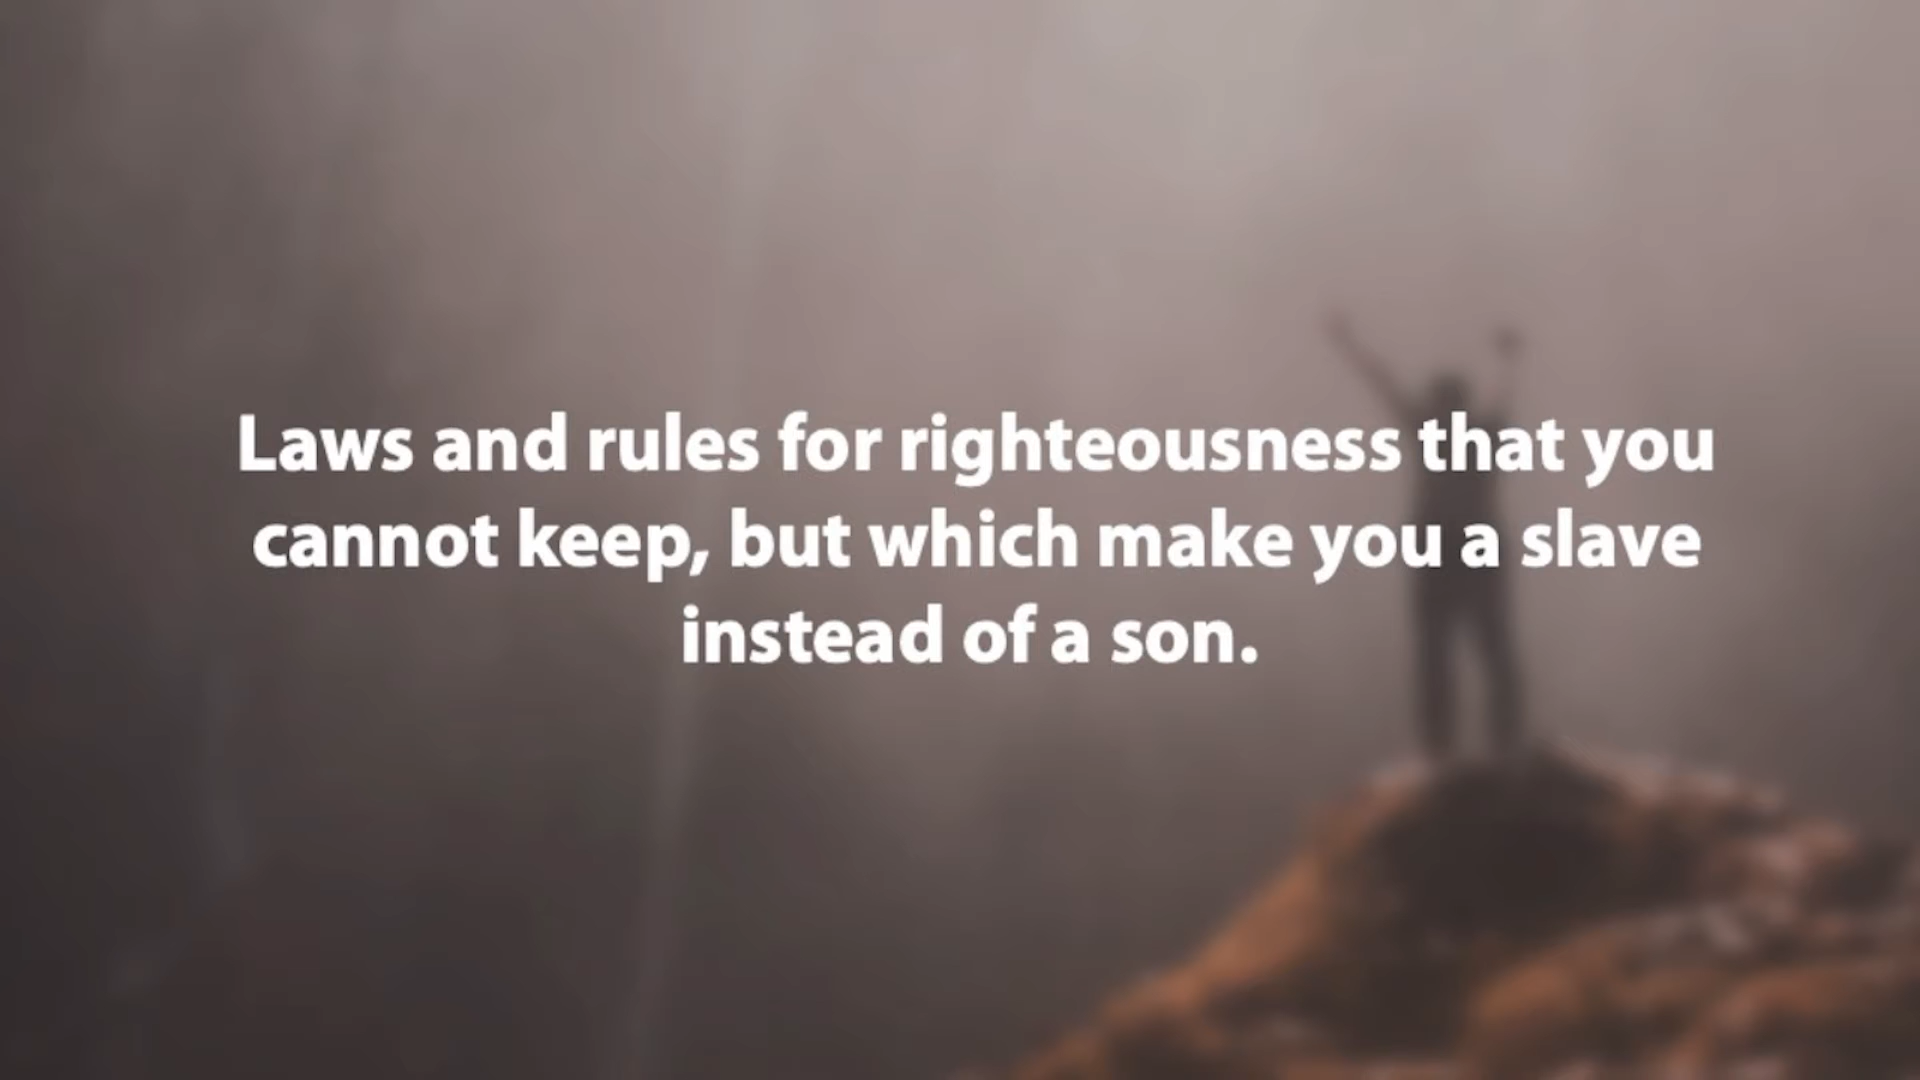 Laws and rules for righteousness that you
cannot keep, but which make you a slave
instead of a son.